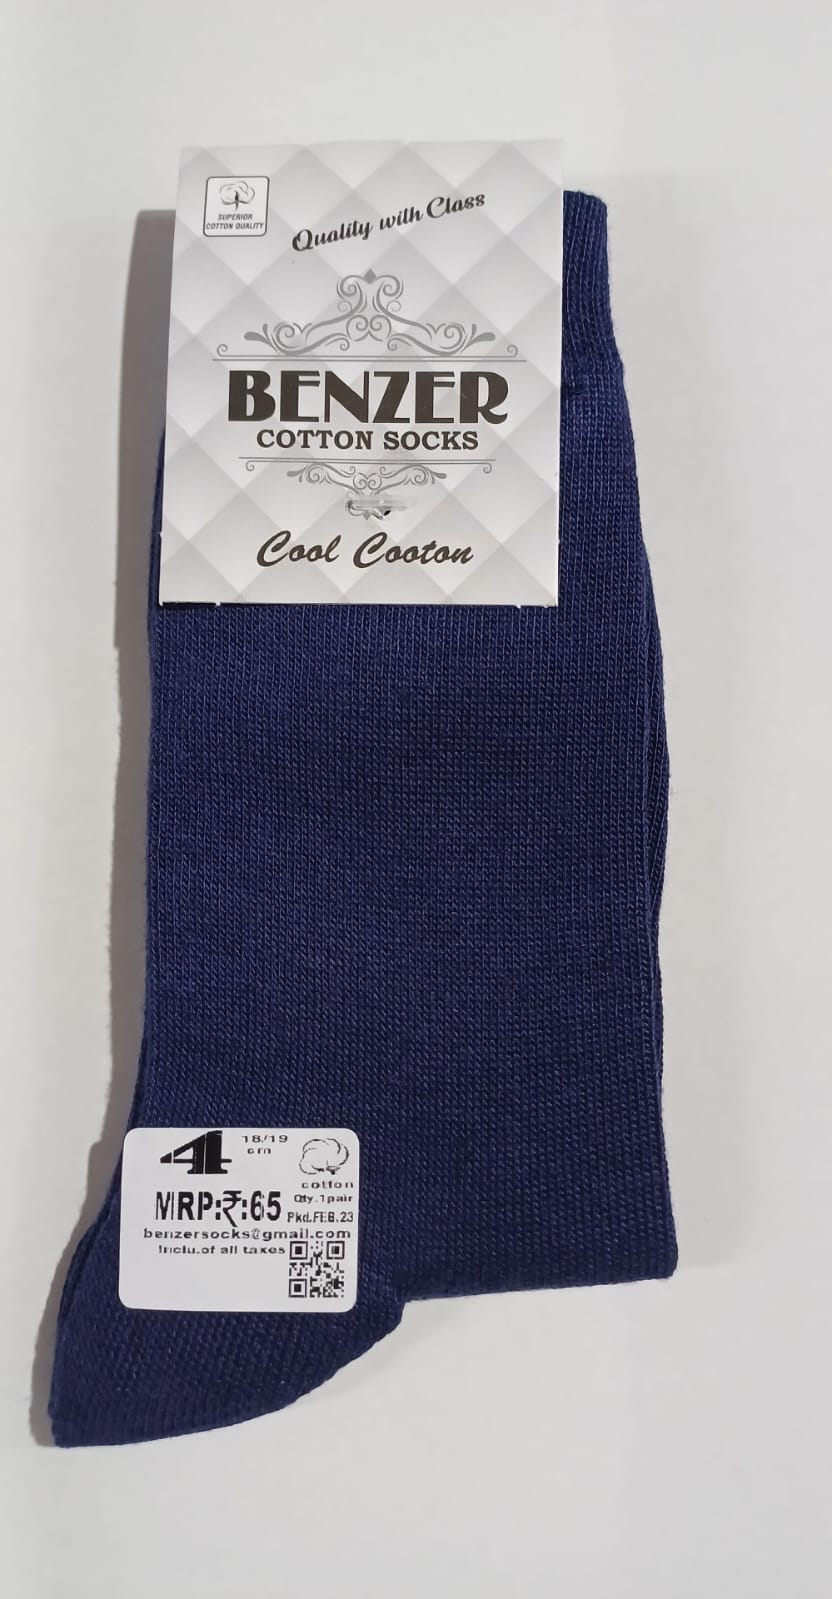 SUPERIOR
COTTON QUALITY
Quality with Class
BENZER
COTTON SOCKS
Cool Cooton
4 18/19
cm
cotton
Qty.1pair
MRP:₹:65 Pkd.FEB.23
benzersocks@gmail.com
Inclu.of all taxes